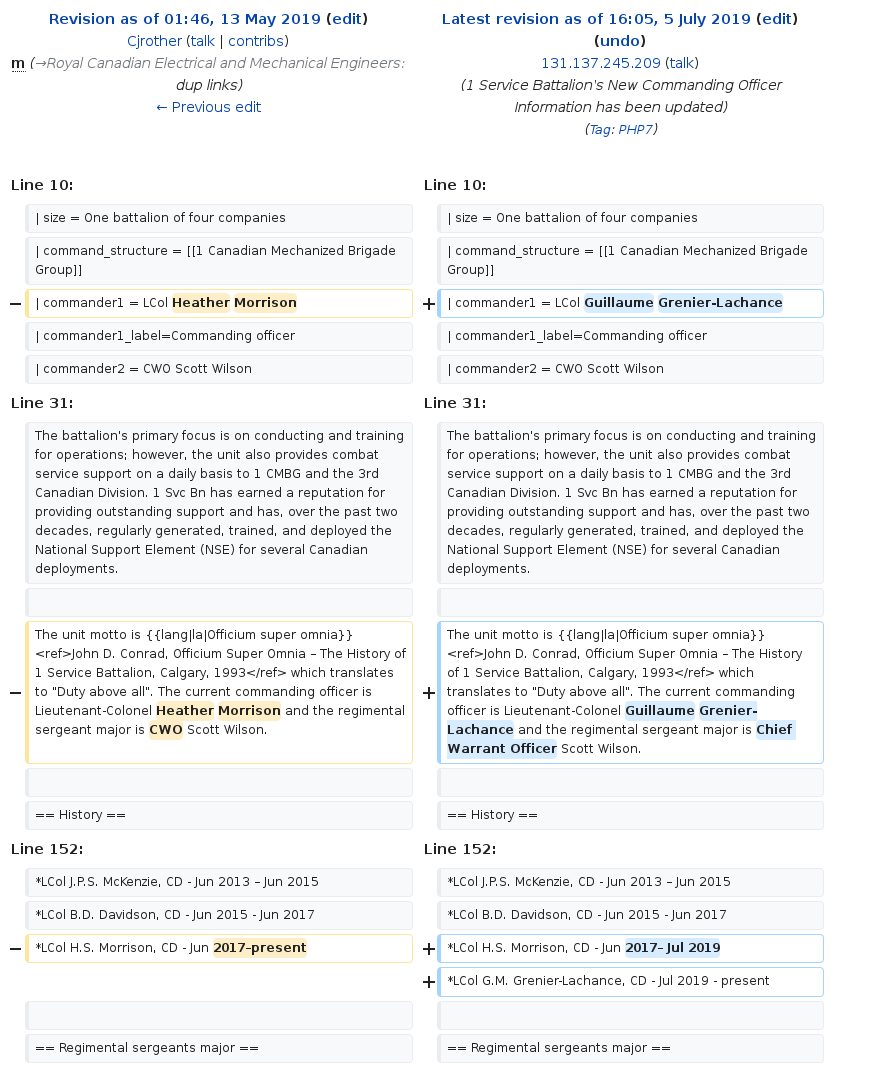 Revision as of 01:46, 13 May 2019 (edit)
Cjrother (talk | contribs)
m (→Royal Canadian Electrical and Mechanical Engineers:
dup links)
← Previous edit
Latest revision as of 16:05, 5 July 2019 (edit)
(undo)
131.137.245.209 (talk)
(1 Service Battalion's New Commanding Officer
Information has been updated)
(Tag: PHP7)
Line 10:
Line 10:
| size = One battalion of four companies
| size = One battalion of four companies
| command_structure = [[1 Canadian Mechanized Brigade
Group]]
| command_structure = [[1 Canadian Mechanized Brigade
Group]]
− | commander1 = LCol Heather Morrison
+ | commander1 = LCol Guillaume Grenier-Lachance
| commander1_label=Commanding officer
| commander1_label=Commanding officer
| commander2 = CWO Scott Wilson
| commander2 = CWO Scott Wilson
Line 31:
Line 31:
The battalion's primary focus is on conducting and training
for operations; however, the unit also provides combat
service support on a daily basis to 1 CMBG and the 3rd
Canadian Division. 1 Svc Bn has earned a reputation for
providing outstanding support and has, over the past two
decades, regularly generated, trained, and deployed the
National Support Element (NSE) for several Canadian
deployments.
The battalion's primary focus is on conducting and training
for operations; however, the unit also provides combat
service support on a daily basis to 1 CMBG and the 3rd
Canadian Division. 1 Svc Bn has earned a reputation for
providing outstanding support and has, over the past two
decades, regularly generated, trained, and deployed the
National Support Element (NSE) for several Canadian
deployments.
The unit motto is {{lang|la|Officium super omnia}}
<ref>John D. Conrad, Officium Super Omnia – The History of
1 Service Battalion, Calgary, 1993</ref> which translates
− to "Duty above all". The current commanding officer is
Lieutenant-Colonel Heather Morrison and the regimental
sergeant major is CWO Scott Wilson.
The unit motto is {{lang|la|Officium super omnia}}
<ref>John D. Conrad, Officium Super Omnia – The History
of 1 Service Battalion, Calgary, 1993</ref> which
+ translates to "Duty above all". The current commanding
officer is Lieutenant-Colonel Guillaume Grenier-
Lachance and the regimental sergeant major is Chief
Warrant Officer Scott Wilson.
== History ==
== History ==
Line 152:
Line 152:
*LCol J.P.S. McKenzie, CD - Jun 2013 – Jun 2015
*LCol J.P.S. McKenzie, CD - Jun 2013 – Jun 2015
*LCol B.D. Davidson, CD - Jun 2015 - Jun 2017
*LCol B.D. Davidson, CD - Jun 2015 - Jun 2017
− *LCol H.S. Morrison, CD - Jun 2017–present
+ *LCol H.S. Morrison, CD - Jun 2017– Jul 2019
+ *LCol G.M. Grenier-Lachance, CD - Jul 2019 - present
== Regimental sergeants major ==
== Regimental sergeants major ==